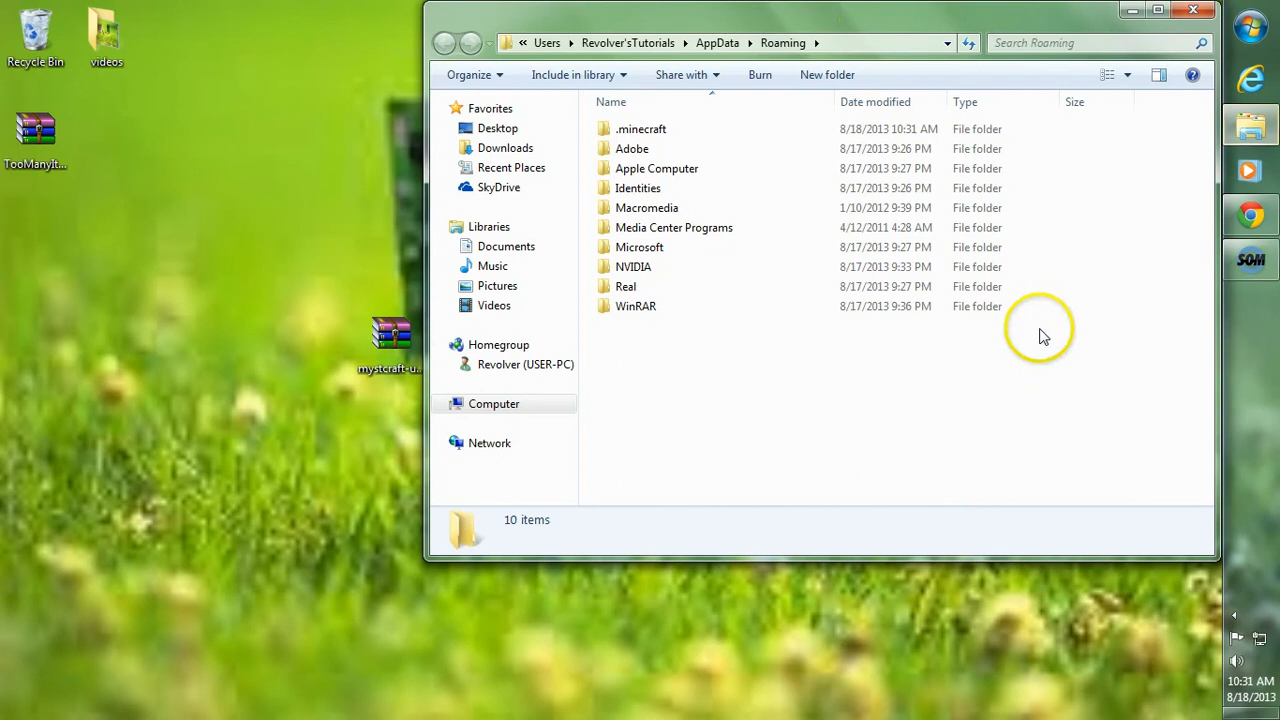 Recycle Bin
videos
TooManyIt...
mystcraft-u...
« Users Revolver'sTutorials AppData Roaming
Search Roaming
Organize Include in library Share with Burn New folder
Name Date modified Type Size
Favorites
Desktop
Downloads
Recent Places
SkyDrive
Libraries
Documents
Music
Pictures
Videos
Homegroup
Revolver (USER-PC)
Computer
Network
.minecraft 8/18/2013 10:31 AM File folder
Adobe 8/17/2013 9:26 PM File folder
Apple Computer 8/17/2013 9:27 PM File folder
Identities 8/17/2013 9:26 PM File folder
Macromedia 1/10/2012 9:39 PM File folder
Media Center Programs 4/12/2011 4:28 AM File folder
Microsoft 8/17/2013 9:27 PM File folder
NVIDIA 8/17/2013 9:33 PM File folder
Real 8/17/2013 9:27 PM File folder
WinRAR 8/17/2013 9:36 PM File folder
10 items
SOM
10:31 AM
8/18/2013